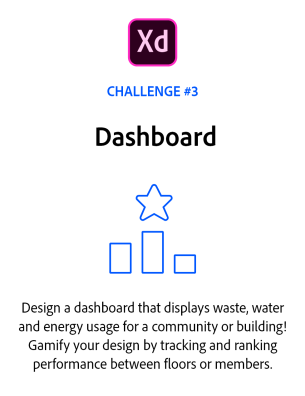 Xd
CHALLENGE #3
Dashboard
Design a dashboard that displays waste, water
and energy usage for a community or building!
Gamify your design by tracking and ranking
performance between floors or members.